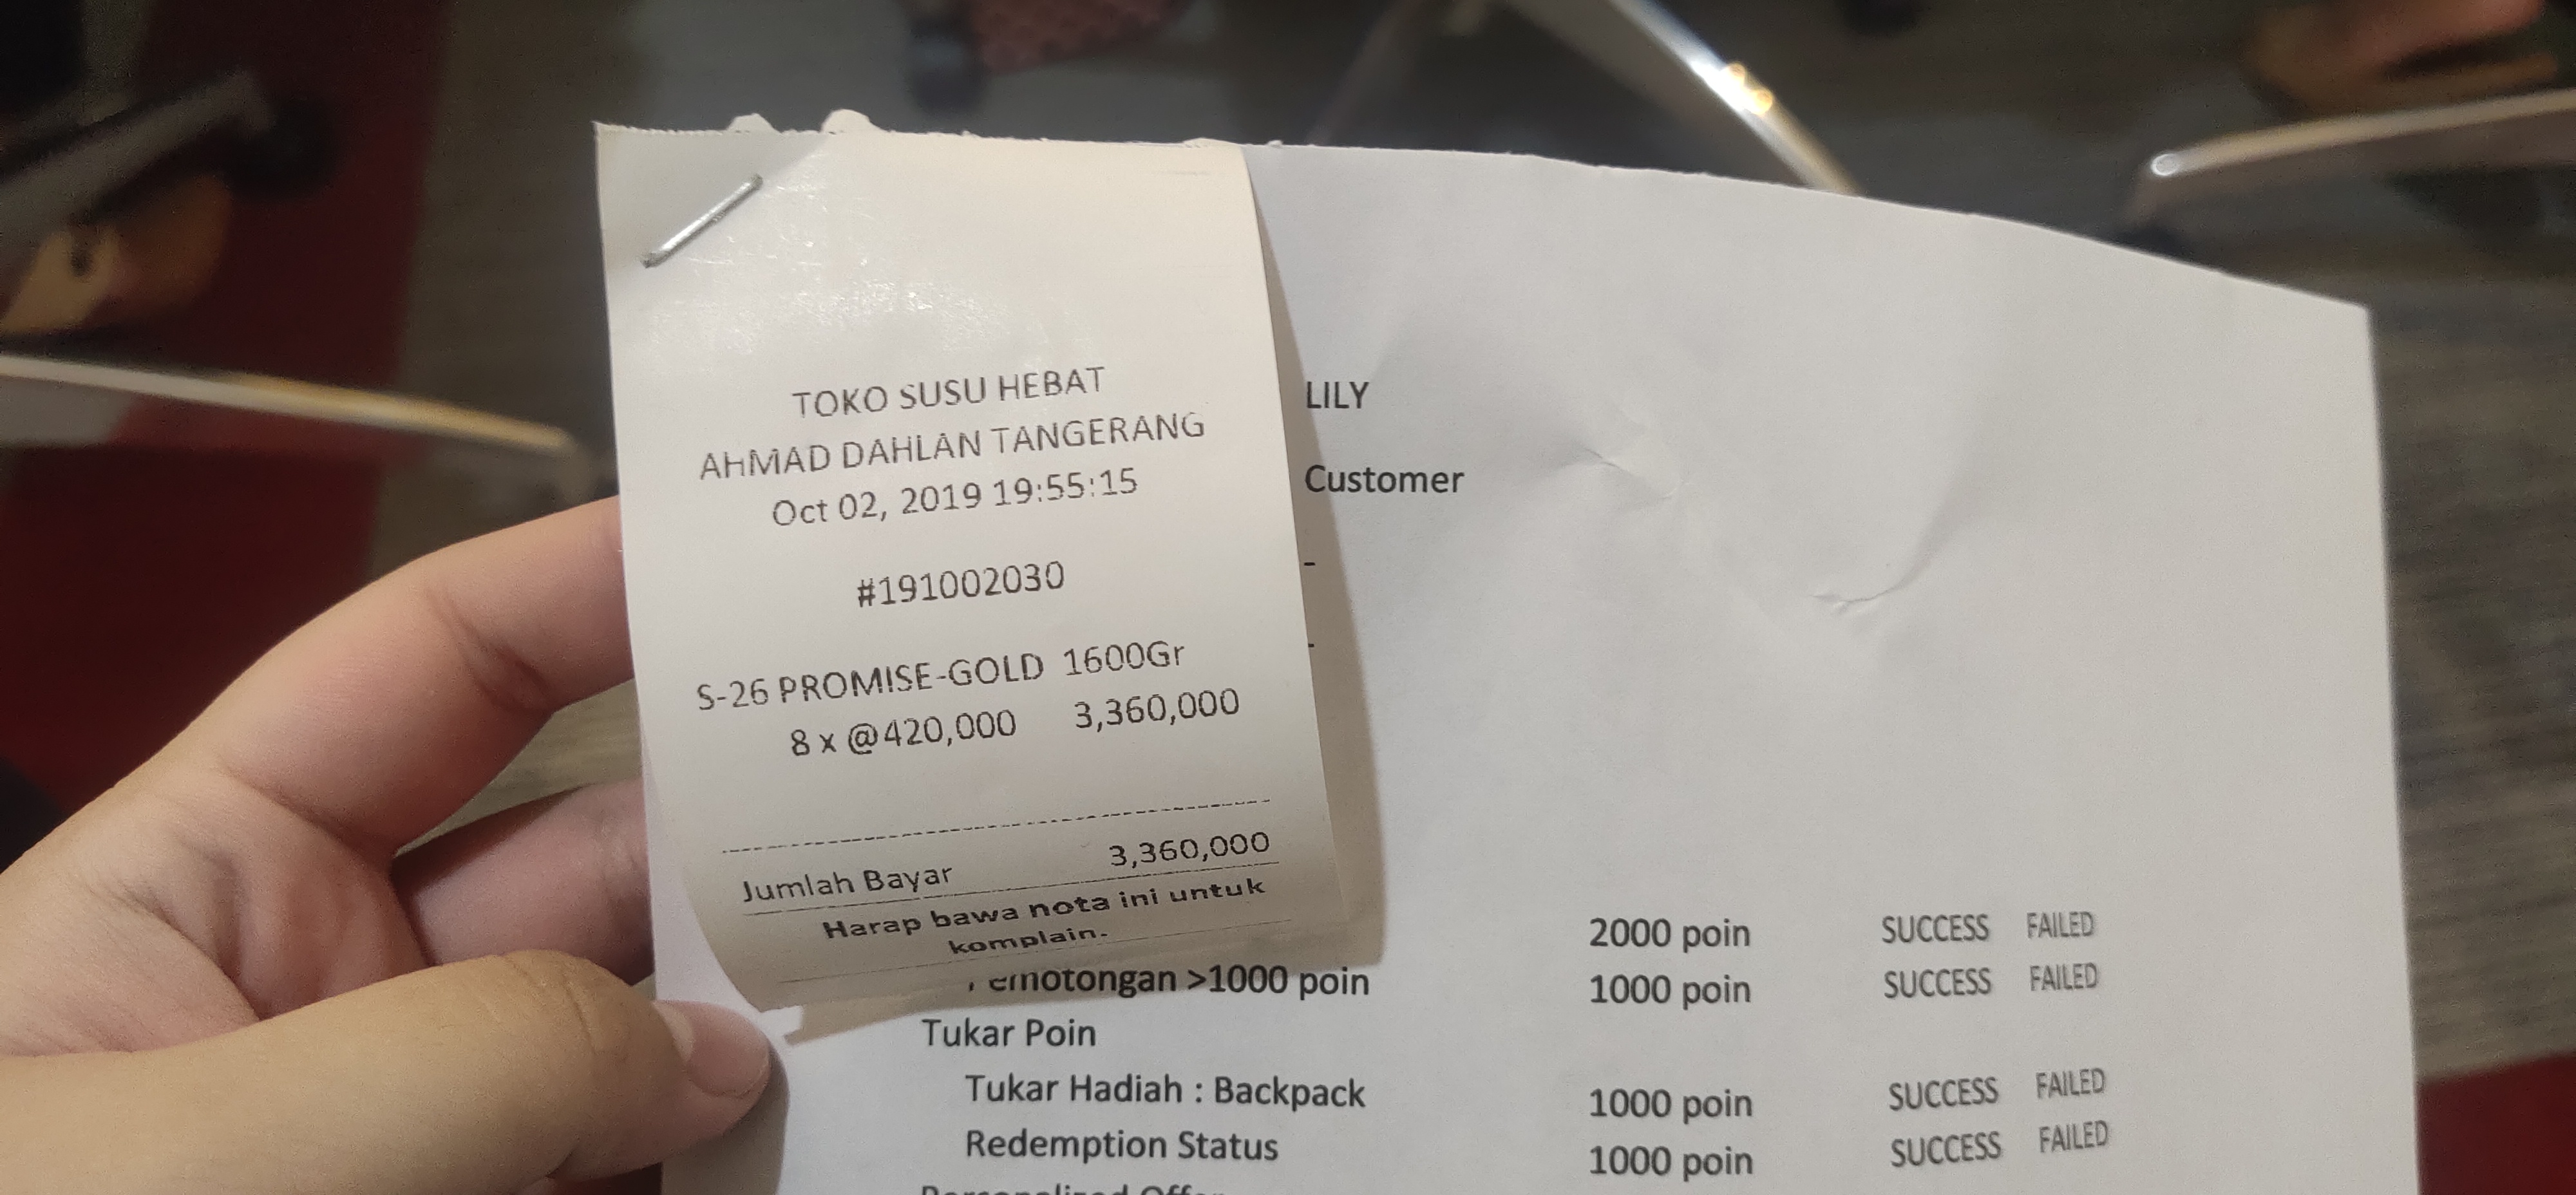 TOKO SUSU HEBAT
AHMAD DAHLAN TANGERANG
Oct 02, 2019 19:55:15
#191002030
S-26 PROMISE-GOLD 1600Gr
8 x @420,000 3,360,000
Jumlah Bayar 3,360,000
Harap bawa nota ini untuk
komplain.
LILY
Customer
-
-
2000 poin SUCCESS FAILED
emotongan >1000 poin 1000 poin SUCCESS FAILED
Tukar Poin
Tukar Hadiah : Backpack 1000 poin SUCCESS FAILED
Redemption Status 1000 poin SUCCESS FAILED